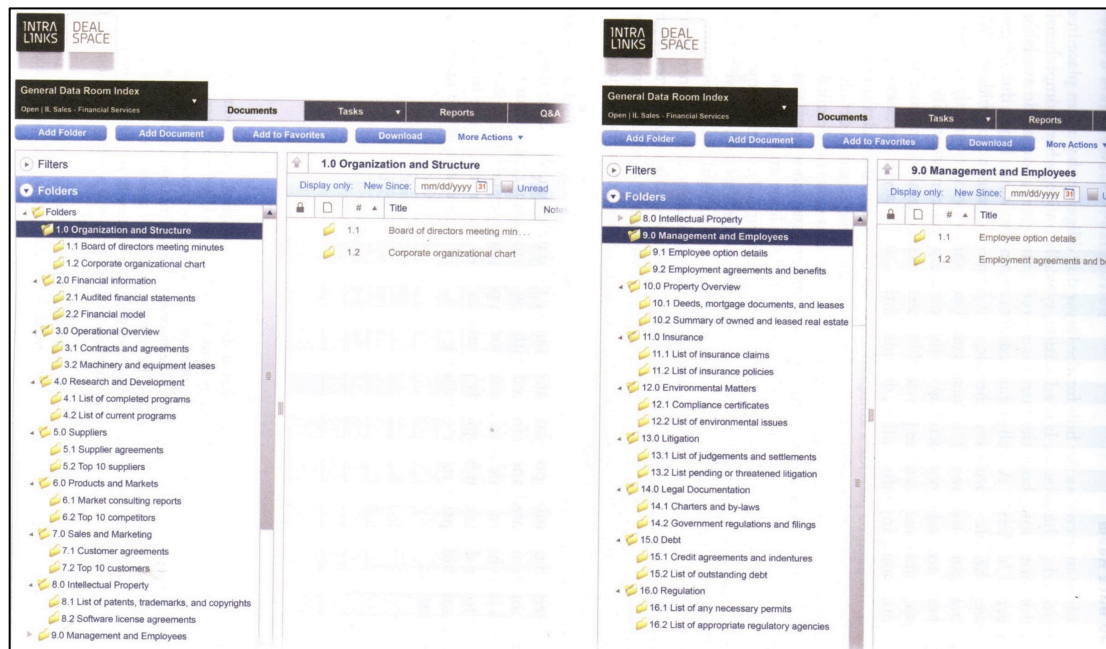 INTRA
LINKS
DEAL
SPACE
General Data Room Index
Open | IL Sales - Financial Services
Documents
Tasks
Reports
Q&A
Add Folder
Add Document
Add to Favorites
Download
More Actions
Filters
Folders
Folders
1.0 Organization and Structure
1.1 Board of directors meeting minutes
1.2 Corporate organizational chart
2.0 Financial information
2.1 Audited financial statements
2.2 Financial model
3.0 Operational Overview
3.1 Contracts and agreements
3.2 Machinery and equipment leases
4.0 Research and Development
4.1 List of completed programs
4.2 List of current programs
5.0 Suppliers
5.1 Supplier agreements
5.2 Top 10 suppliers
6.0 Products and Markets
6.1 Market consulting reports
6.2 Top 10 competitors
7.0 Sales and Marketing
7.1 Customer agreements
7.2 Top 10 customers
8.0 Intellectual Property
8.1 List of patents, trademarks, and copyrights
8.2 Software license agreements
9.0 Management and Employees
1.0 Organization and Structure
Display only: New Since: mm/dd/yyyy 31 Unread
# Title Note
1.1 Board of directors meeting min...
1.2 Corporate organizational chart
INTRA
LINKS
DEAL
SPACE
General Data Room Index
Open | IL Sales - Financial Services
Documents
Tasks
Reports
Add Folder
Add Document
Add to Favorites
Download
More Actions
Filters
Folders
8.0 Intellectual Property
9.0 Management and Employees
9.1 Employee option details
9.2 Employment agreements and benefits
10.0 Property Overview
10.1 Deeds, mortgage documents, and leases
10.2 Summary of owned and leased real estate
11.0 Insurance
11.1 List of insurance claims
11.2 List of insurance policies
12.0 Environmental Matters
12.1 Compliance certificates
12.2 List of environmental issues
13.0 Litigation
13.1 List of judgements and settlements
13.2 List pending or threatened litigation
14.0 Legal Documentation
14.1 Charters and by-laws
14.2 Government regulations and filings
15.0 Debt
15.1 Credit agreements and indentures
15.2 List of outstanding debt
16.0 Regulation
16.1 List of any necessary permits
16.2 List of appropriate regulatory agencies
9.0 Management and Employees
Display only: New Since: mm/dd/yyyy 31 U
# Title
1.1 Employee option details
1.2 Employment agreements and be